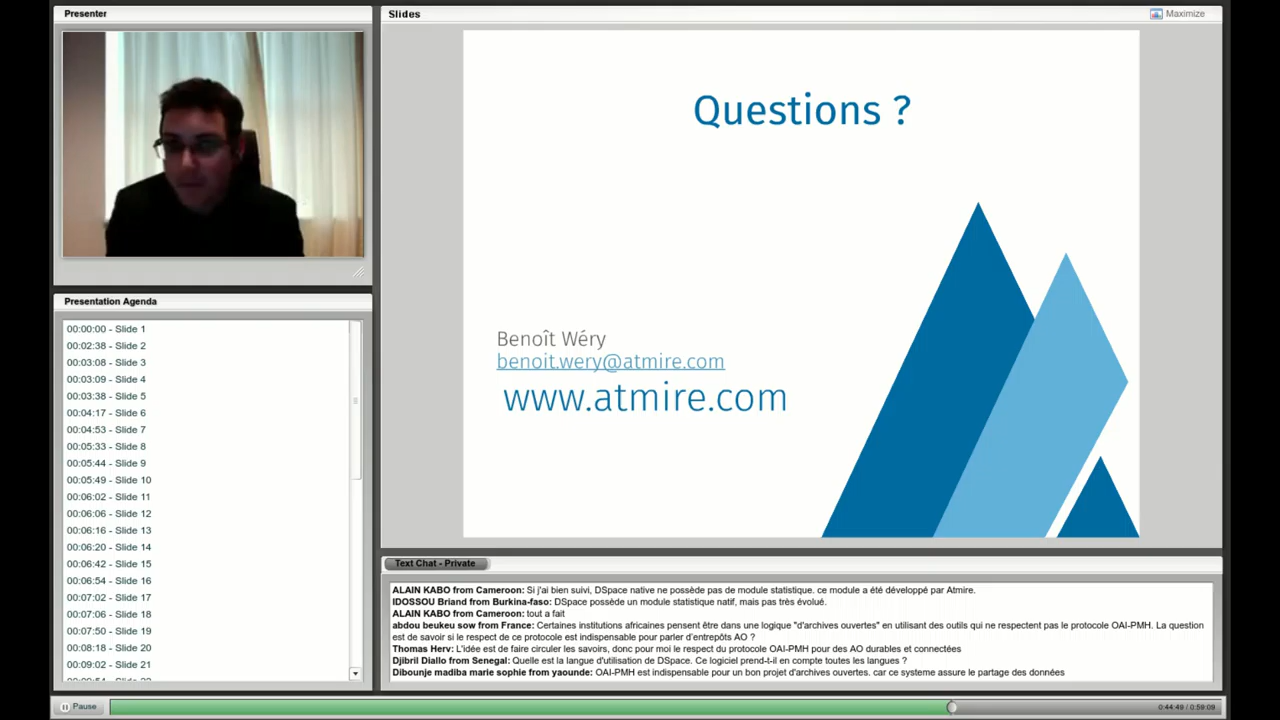 Presenter
Slides
Maximize
Questions ?
Benoît Wéry
benoit.wery@atmire.com
www.atmire.com
Presentation Agenda
00:00:00 - Slide 1
00:02:38 - Slide 2
00:03:08 - Slide 3
00:03:09 - Slide 4
00:03:38 - Slide 5
00:04:17 - Slide 6
00:04:53 - Slide 7
00:05:33 - Slide 8
00:05:44 - Slide 9
00:05:49 - Slide 10
00:06:02 - Slide 11
00:06:06 - Slide 12
00:06:16 - Slide 13
00:06:20 - Slide 14
00:06:42 - Slide 15
00:06:54 - Slide 16
00:07:02 - Slide 17
00:07:06 - Slide 18
00:07:50 - Slide 19
00:08:18 - Slide 20
00:09:02 - Slide 21
Text Chat - Private
ALAIN KABO from Cameroon: Si j'ai bien suivi, DSpace native ne possède pas de module statistique. ce module a été développé par Atmire.
IDOSSOU Briand from Burkina-faso: DSpace possède un module statistique natif, mais pas très évolué.
ALAIN KABO from Cameroon: tout a fait
abdou beukeu sow from France: Certaines institutions africaines pensent être dans une logique "d'archives ouvertes" en utilisant des outils qui ne respectent pas le protocole OAI-PMH. La question
est de savoir si le respect de ce protocole est indispensable pour parler d'entrepôts AO ?
Thomas Herv: L'idée est de faire circuler les savoirs, donc pour moi le respect du protocole OAI-PMH pour des AO durables et connectées
Djibril Diallo from Senegal: Quelle est la langue d'utilisation de DSpace. Ce logiciel prend-t-il en compte toutes les langues ?
Dibounje madiba marie sophie from yaounde: OAI-PMH est indispensable pour un bon projet d'archives ouvertes. car ce systeme assure le partage des données
Pause
0:44:49 / 0:59:09